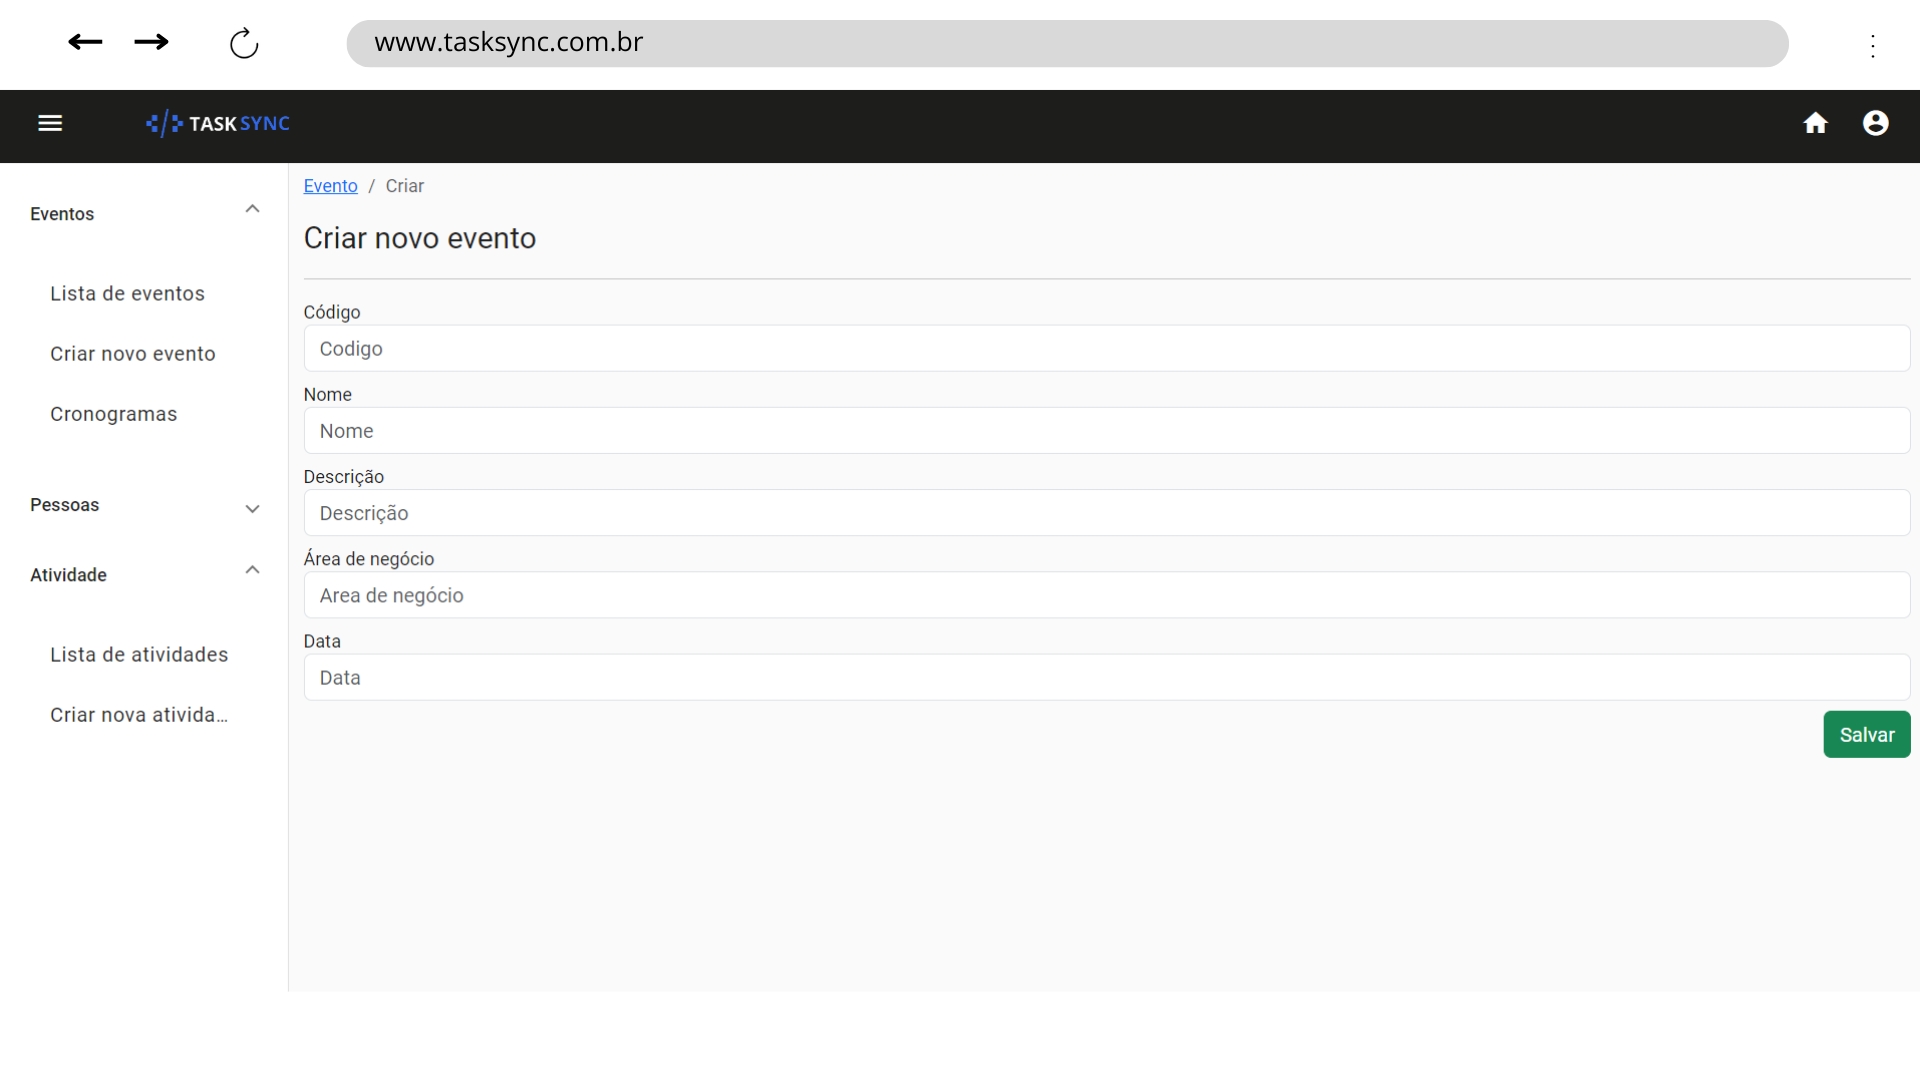 www.tasksync.com.br
TASK SYNC
Eventos
Lista de eventos
Criar novo evento
Cronogramas
Pessoas
Atividade
Lista de atividades
Criar nova ativida...
Evento / Criar
Criar novo evento
Código
Codigo
Nome
Nome
Descrição
Descrição
Área de negócio
Area de negócio
Data
Data
Salvar